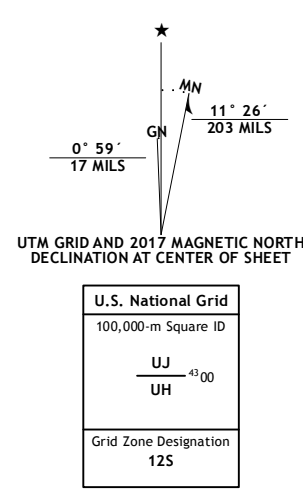 ★
MN
GN
11° 26´
203 MILS
0° 59´
17 MILS
UTM GRID AND 2017 MAGNETIC NORTH
DECLINATION AT CENTER OF SHEET
U.S. National Grid
100,000-m Square ID
UJ
4300
UH
Grid Zone Designation
12S